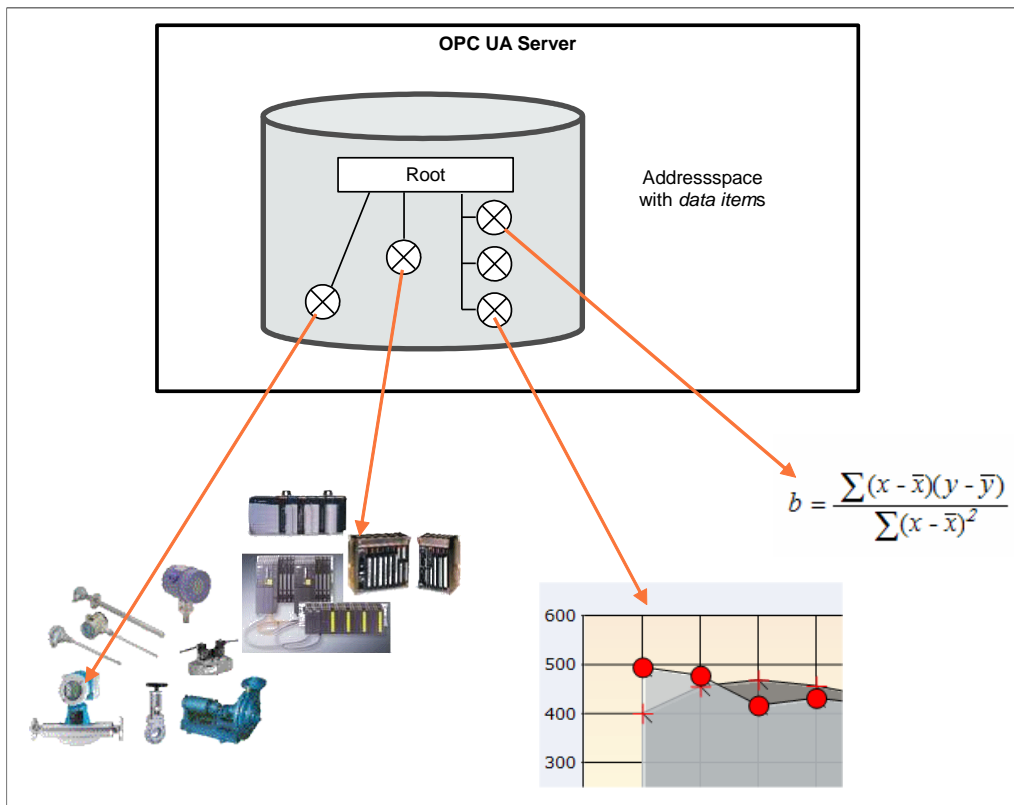 OPC UA Server
Root
Addressspace
with data items
b = ∑(x - x̅)(y - y̅) / ∑(x - x̅)²
600
500
400
300